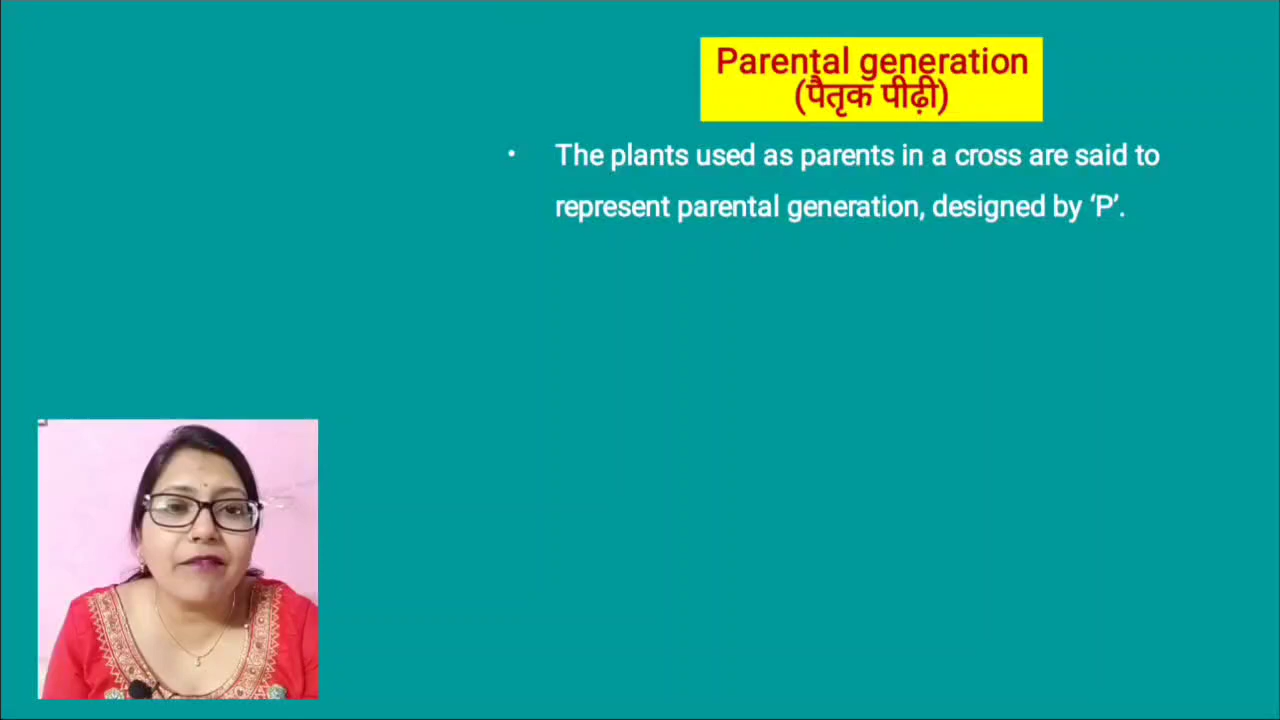 Parental generation
(पैतृक पीढ़ी)
• The plants used as parents in a cross are said to
represent parental generation, designed by ‘P’.